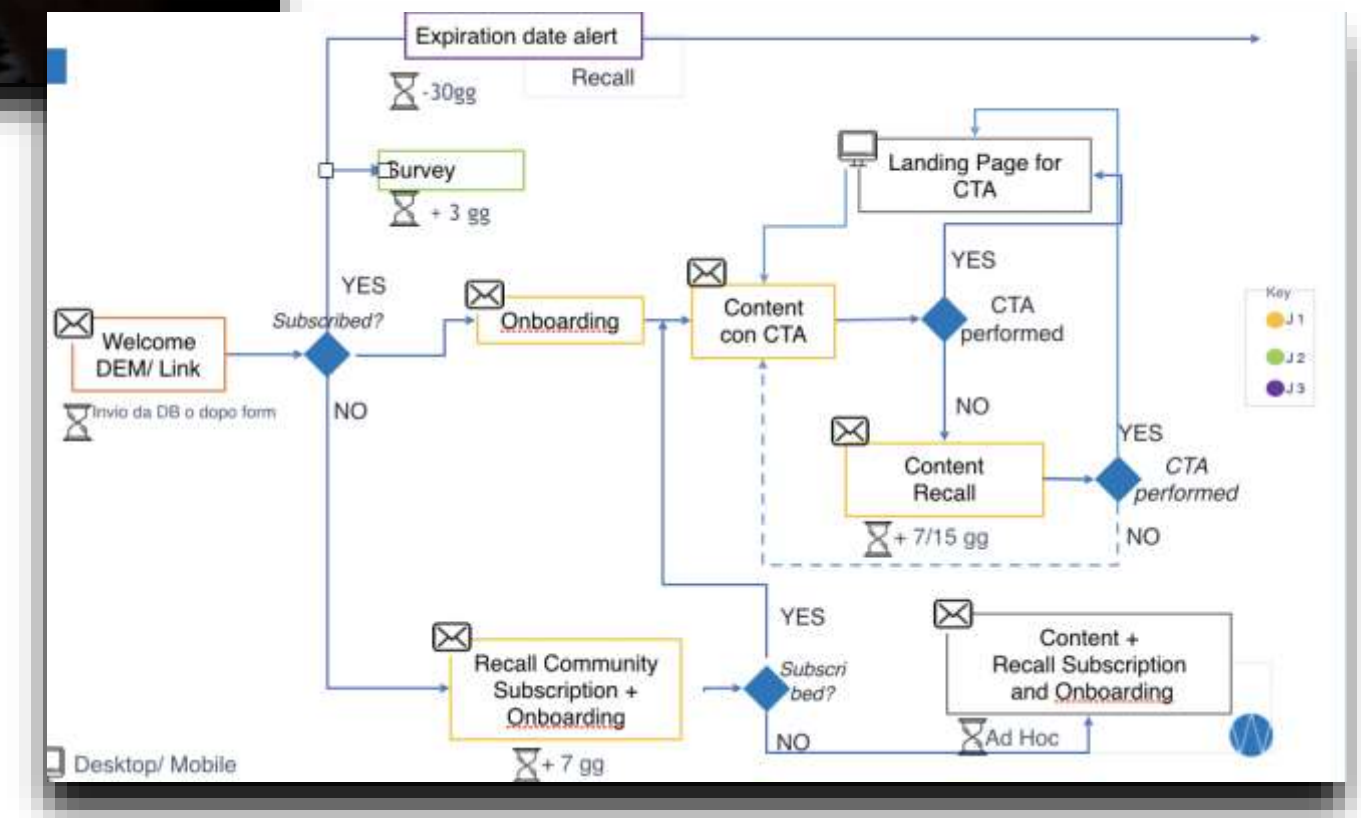 Expiration date alert
Recall
-30gg
Survey
+ 3 gg
Landing Page for
CTA
YES
YES
Subscribed?
Onboarding
Content
con CTA
CTA
performed
Key
J 1
J 2
J 3
Welcome
DEM/ Link
Invio da DB o dopo form
NO
NO
YES
Content
Recall
CTA
performed
+ 7/15 gg
NO
YES
Recall Community
Subscription +
Onboarding
Subscri
bed?
Content +
Recall Subscription
and Onboarding
NO
Ad Hoc
Desktop/ Mobile
+ 7 gg